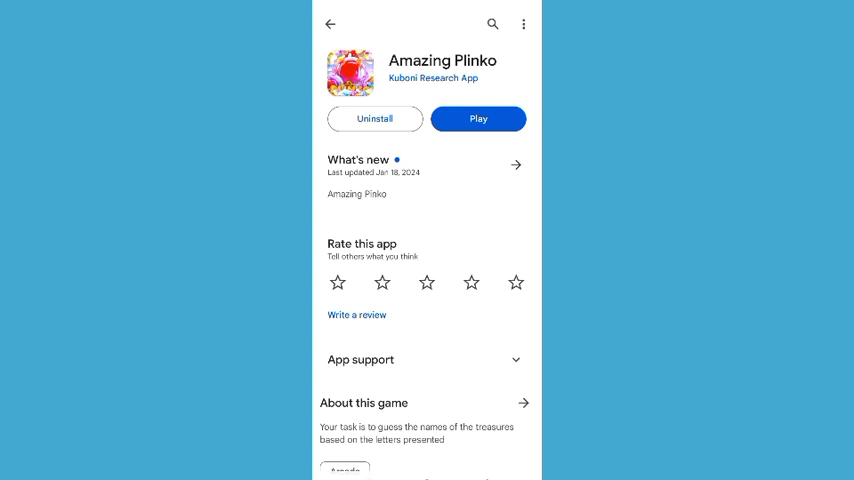 Amazing Plinko
Kuboni Research App
Uninstall
Play
What's new
Last updated Jan 18, 2024
Amazing Pinko
Rate this app
Tell others what you think
Write a review
App support
About this game
Your task is to guess the names of the treasures
based on the letters presented
Arcade